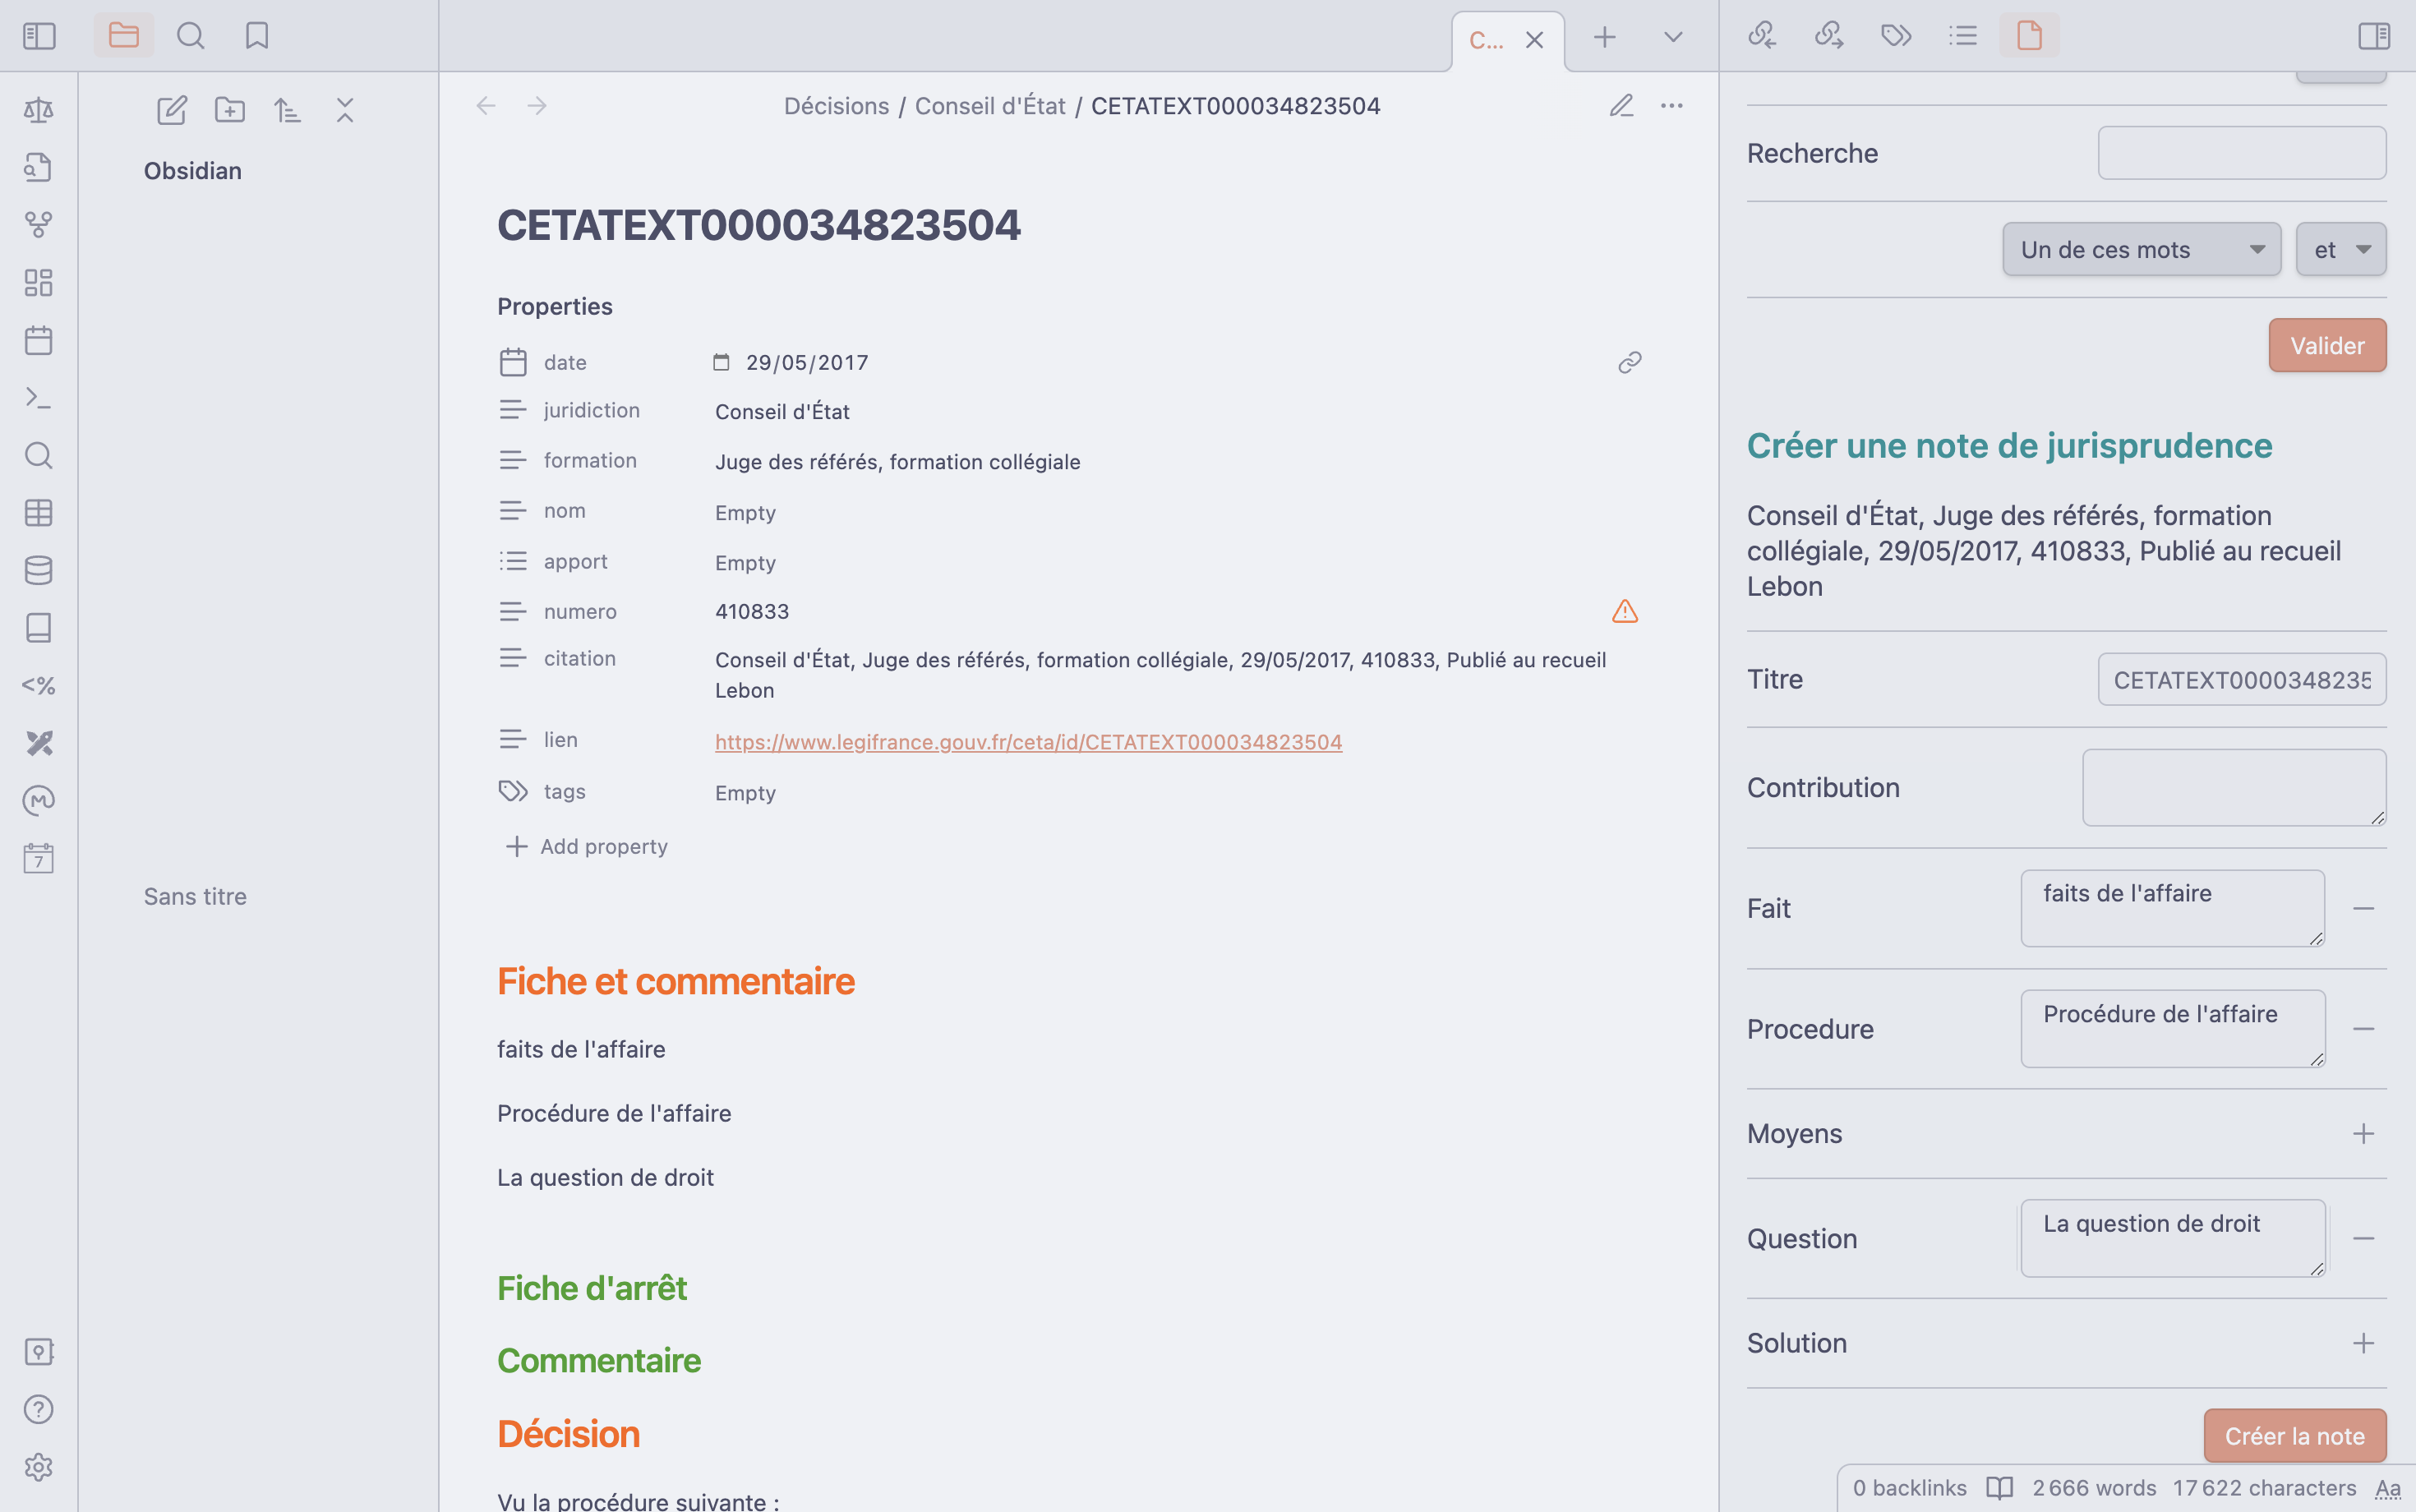 C...
Décisions / Conseil d'État / CETATEXT000034823504
Obsidian
Sans titre
<%
7
CETATEXT000034823504
Properties
date 29/05/2017
juridiction Conseil d'État
formation Juge des référés, formation collégiale
nom Empty
apport Empty
numero 410833
citation Conseil d'État, Juge des référés, formation collégiale, 29/05/2017, 410833, Publié au recueil
Lebon
lien https://www.legifrance.gouv.fr/ceta/id/CETATEXT000034823504
tags Empty
Add property
Fiche et commentaire
faits de l'affaire
Procédure de l'affaire
La question de droit
Fiche d'arrêt
Commentaire
Décision
Vu la procédure suivante :
Recherche
Un de ces mots et
Valider
Créer une note de jurisprudence
Conseil d'État, Juge des référés, formation
collégiale, 29/05/2017, 410833, Publié au recueil
Lebon
Titre CETATEXT0000348235
Contribution
Fait faits de l'affaire
Procedure Procédure de l'affaire
Moyens
Question La question de droit
Solution
Créer la note
0 backlinks 2 666 words 17 622 characters Aa